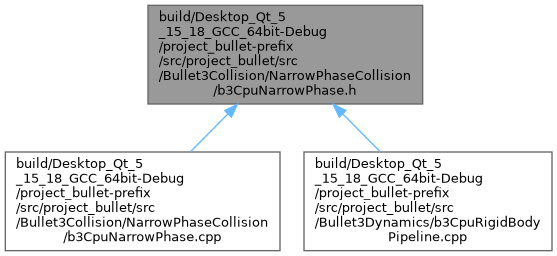 build/Desktop_Qt_5
_15_18_GCC_64bit-Debug
/project_bullet-prefix
/src/project_bullet/src
/Bullet3Collision/NarrowPhaseCollision
/b3CpuNarrowPhase.h
build/Desktop_Qt_5
_15_18_GCC_64bit-Debug
/project_bullet-prefix
/src/project_bullet/src
/Bullet3Collision/NarrowPhaseCollision
/b3CpuNarrowPhase.cpp
build/Desktop_Qt_5
_15_18_GCC_64bit-Debug
/project_bullet-prefix
/src/project_bullet/src
/Bullet3Dynamics/b3CpuRigidBody
Pipeline.cpp